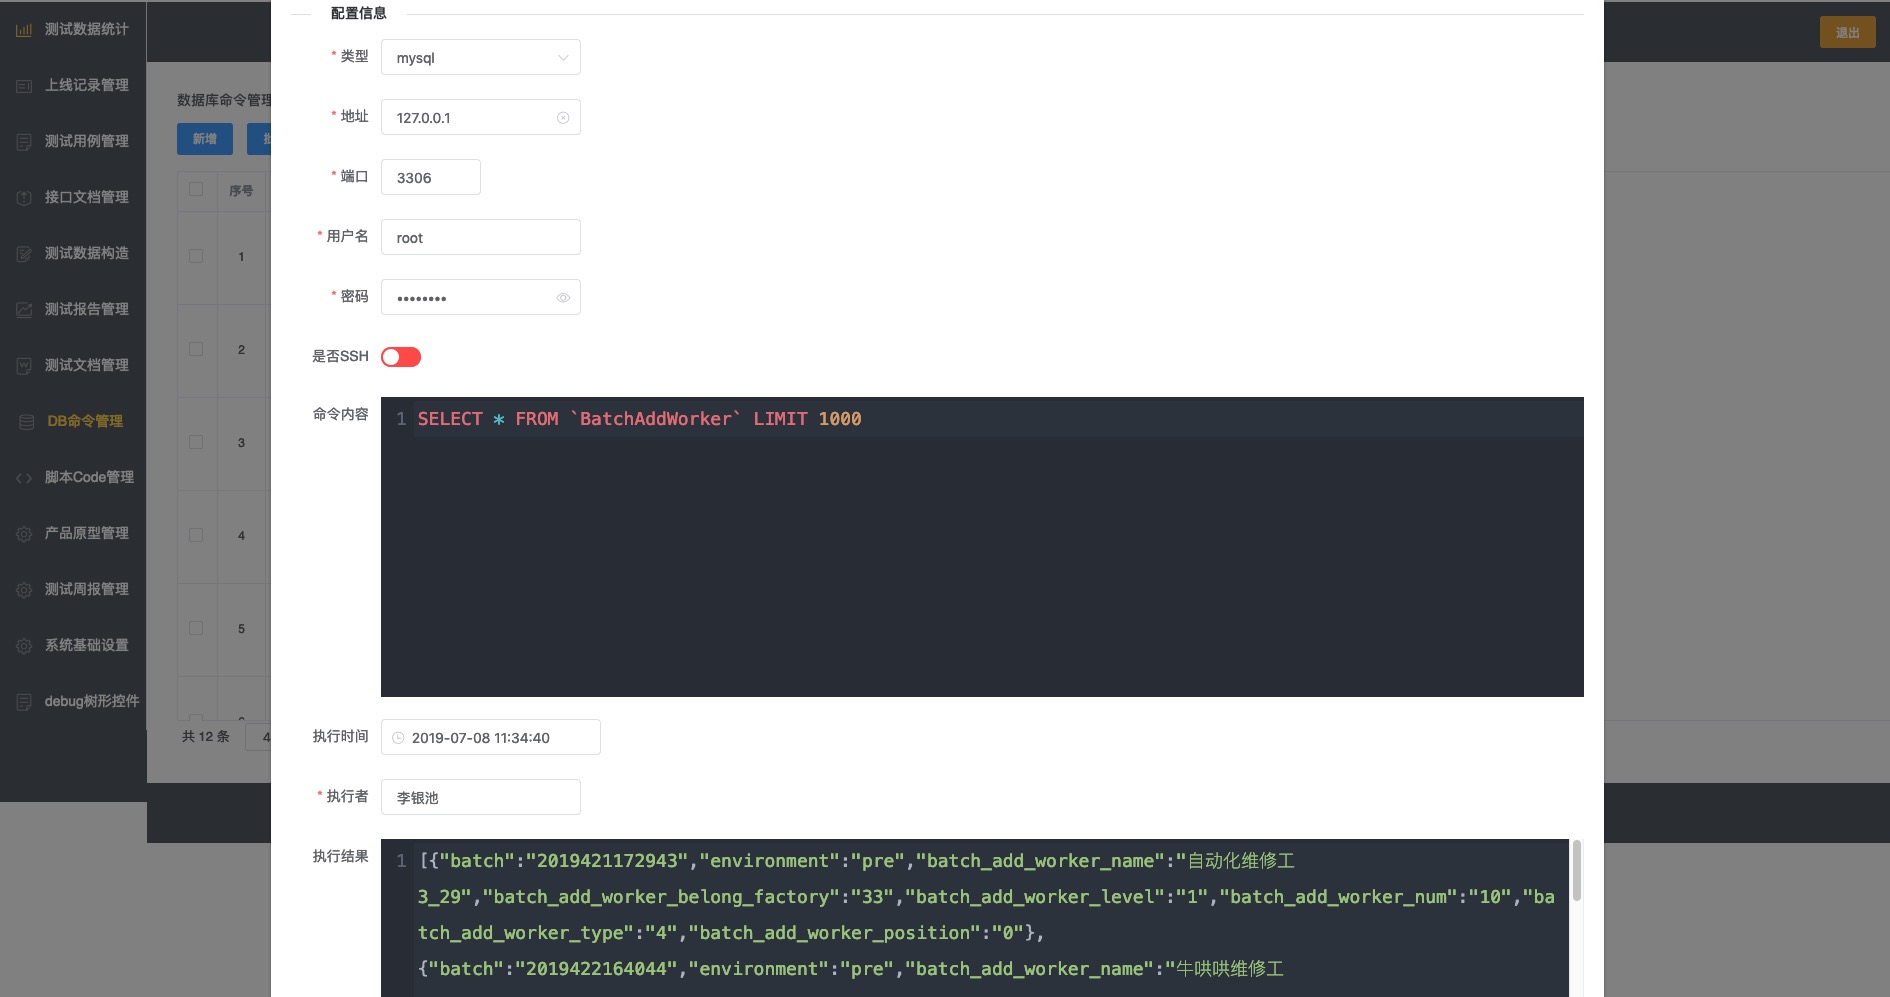 测试数据统计
上线记录管理
测试用例管理
接口文档管理
测试数据构造
测试报告管理
测试文档管理
DB命令管理
脚本Code管理
产品原型管理
测试周报管理
系统基础设置
debug树形控件
退出
数据库命令管理
新增
序号
1
2
3
4
5
共 12 条
4
配置信息
* 类型 mysql
* 地址 127.0.0.1
* 端口 3306
* 用户名 root
* 密码 ••••••••
是否SSH
命令内容
1 SELECT * FROM `BatchAddWorker` LIMIT 1000
执行时间 2019-07-08 11:34:40
* 执行者 李银池
执行结果
1 [{"batch":"2019421172943","environment":"pre","batch_add_worker_name":"自动化维修工
3_29","batch_add_worker_belong_factory":"33","batch_add_worker_level":"1","batch_add_worker_num":"10","ba
tch_add_worker_type":"4","batch_add_worker_position":"0"},
{"batch":"2019422164044","environment":"pre","batch_add_worker_name":"牛哄哄维修工